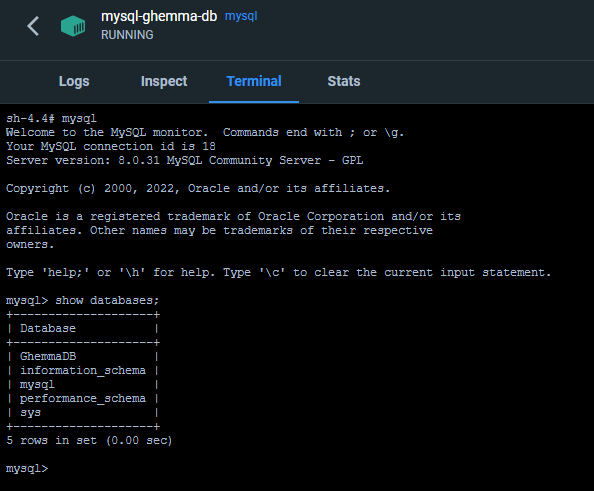 mysql-ghemma-db mysql
RUNNING
Logs Inspect Terminal Stats
sh-4.4# mysql
Welcome to the MySQL monitor.  Commands end with ; or \g.
Your MySQL connection id is 18
Server version: 8.0.31 MySQL Community Server - GPL
Copyright (c) 2000, 2022, Oracle and/or its affiliates.
Oracle is a registered trademark of Oracle Corporation and/or its
affiliates. Other names may be trademarks of their respective
owners.
Type 'help;' or '\h' for help. Type '\c' to clear the current input statement.
mysql> show databases;
+--------------------+
| Database           |
+--------------------+
| GhemmaDB           |
| information_schema |
| mysql              |
| performance_schema |
| sys                |
+--------------------+
5 rows in set (0.00 sec)
mysql>